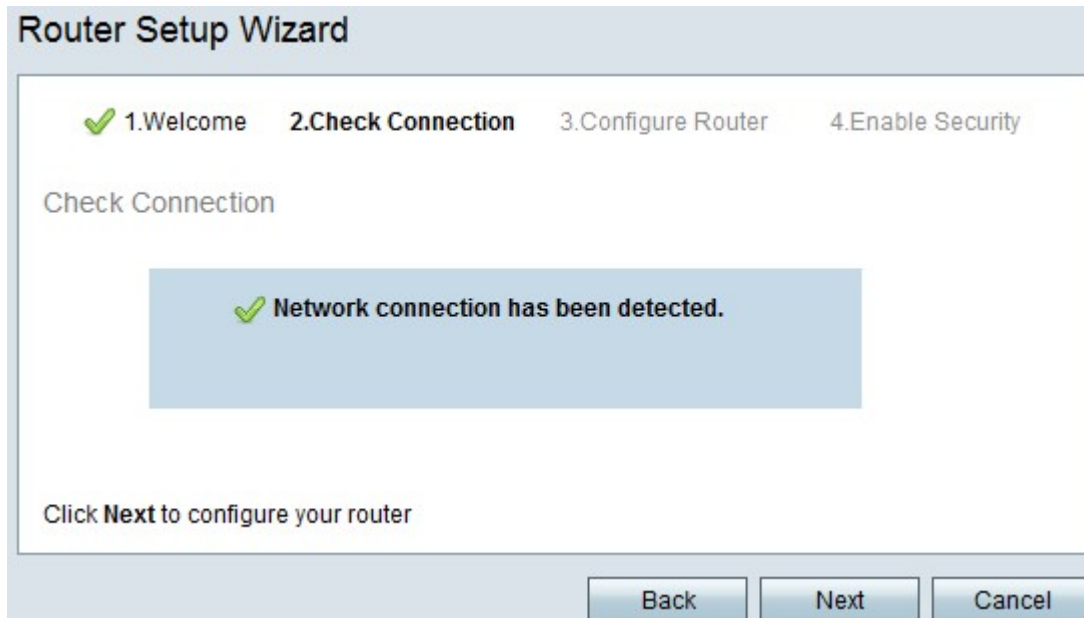 Router Setup Wizard
1.Welcome 2.Check Connection 3.Configure Router 4.Enable Security
Check Connection
Network connection has been detected.
Click Next to configure your router
Back Next Cancel